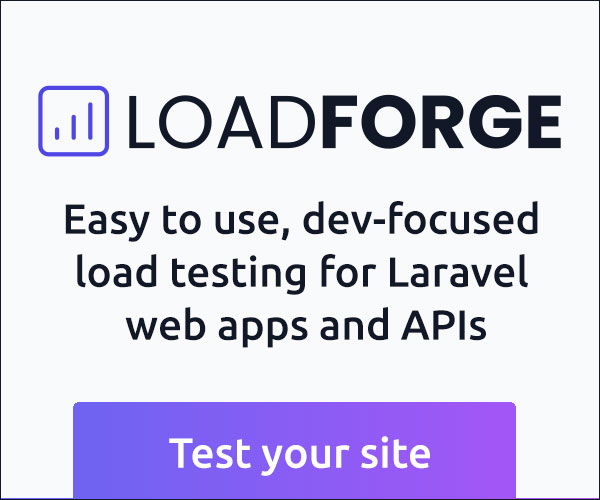 LOADFORGE
Easy to use, dev-focused
load testing for Laravel
web apps and APIs
Test your site